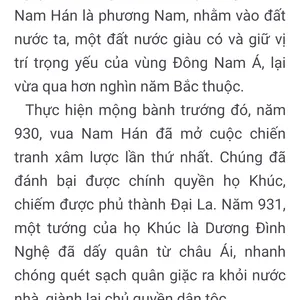 Nam Hán là phương Nam, nhằm vào đất
nước ta, một đất nước giàu có và giữ vị
trí trọng yếu của vùng Đông Nam Á, lại
vừa qua hơn nghìn năm Bắc thuộc.
Thực hiện mộng bành trướng đó, năm
930, vua Nam Hán đã mở cuộc chiến
tranh xâm lược lần thứ nhất. Chúng đã
đánh bại được chính quyền họ Khúc,
chiếm được phủ thành Đại La. Năm 931,
một tướng của họ Khúc là Dương Đình
Nghệ đã dấy quân từ châu Ái, nhanh
chóng quét sạch quân giặc ra khỏi nước
nhà, giành lại chủ quyền dân tộc.